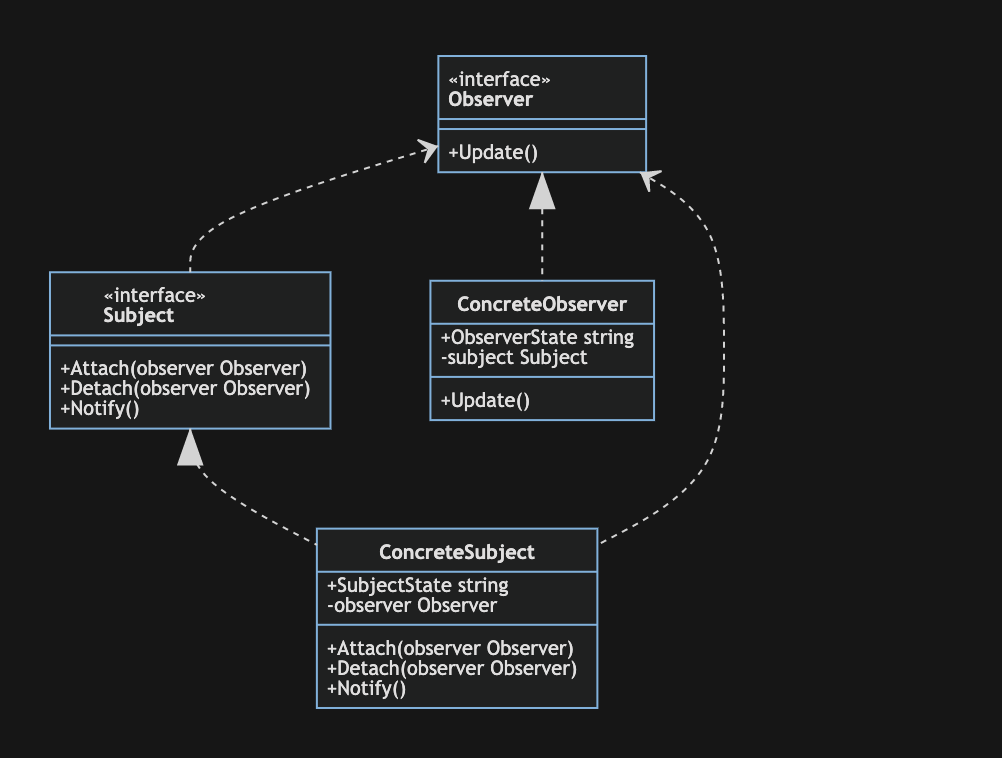 «interface»
Observer
+Update()
«interface»
Subject
+Attach(observer Observer)
+Detach(observer Observer)
+Notify()
ConcreteObserver
+ObserverState string
-subject Subject
+Update()
ConcreteSubject
+SubjectState string
-observer Observer
+Attach(observer Observer)
+Detach(observer Observer)
+Notify()